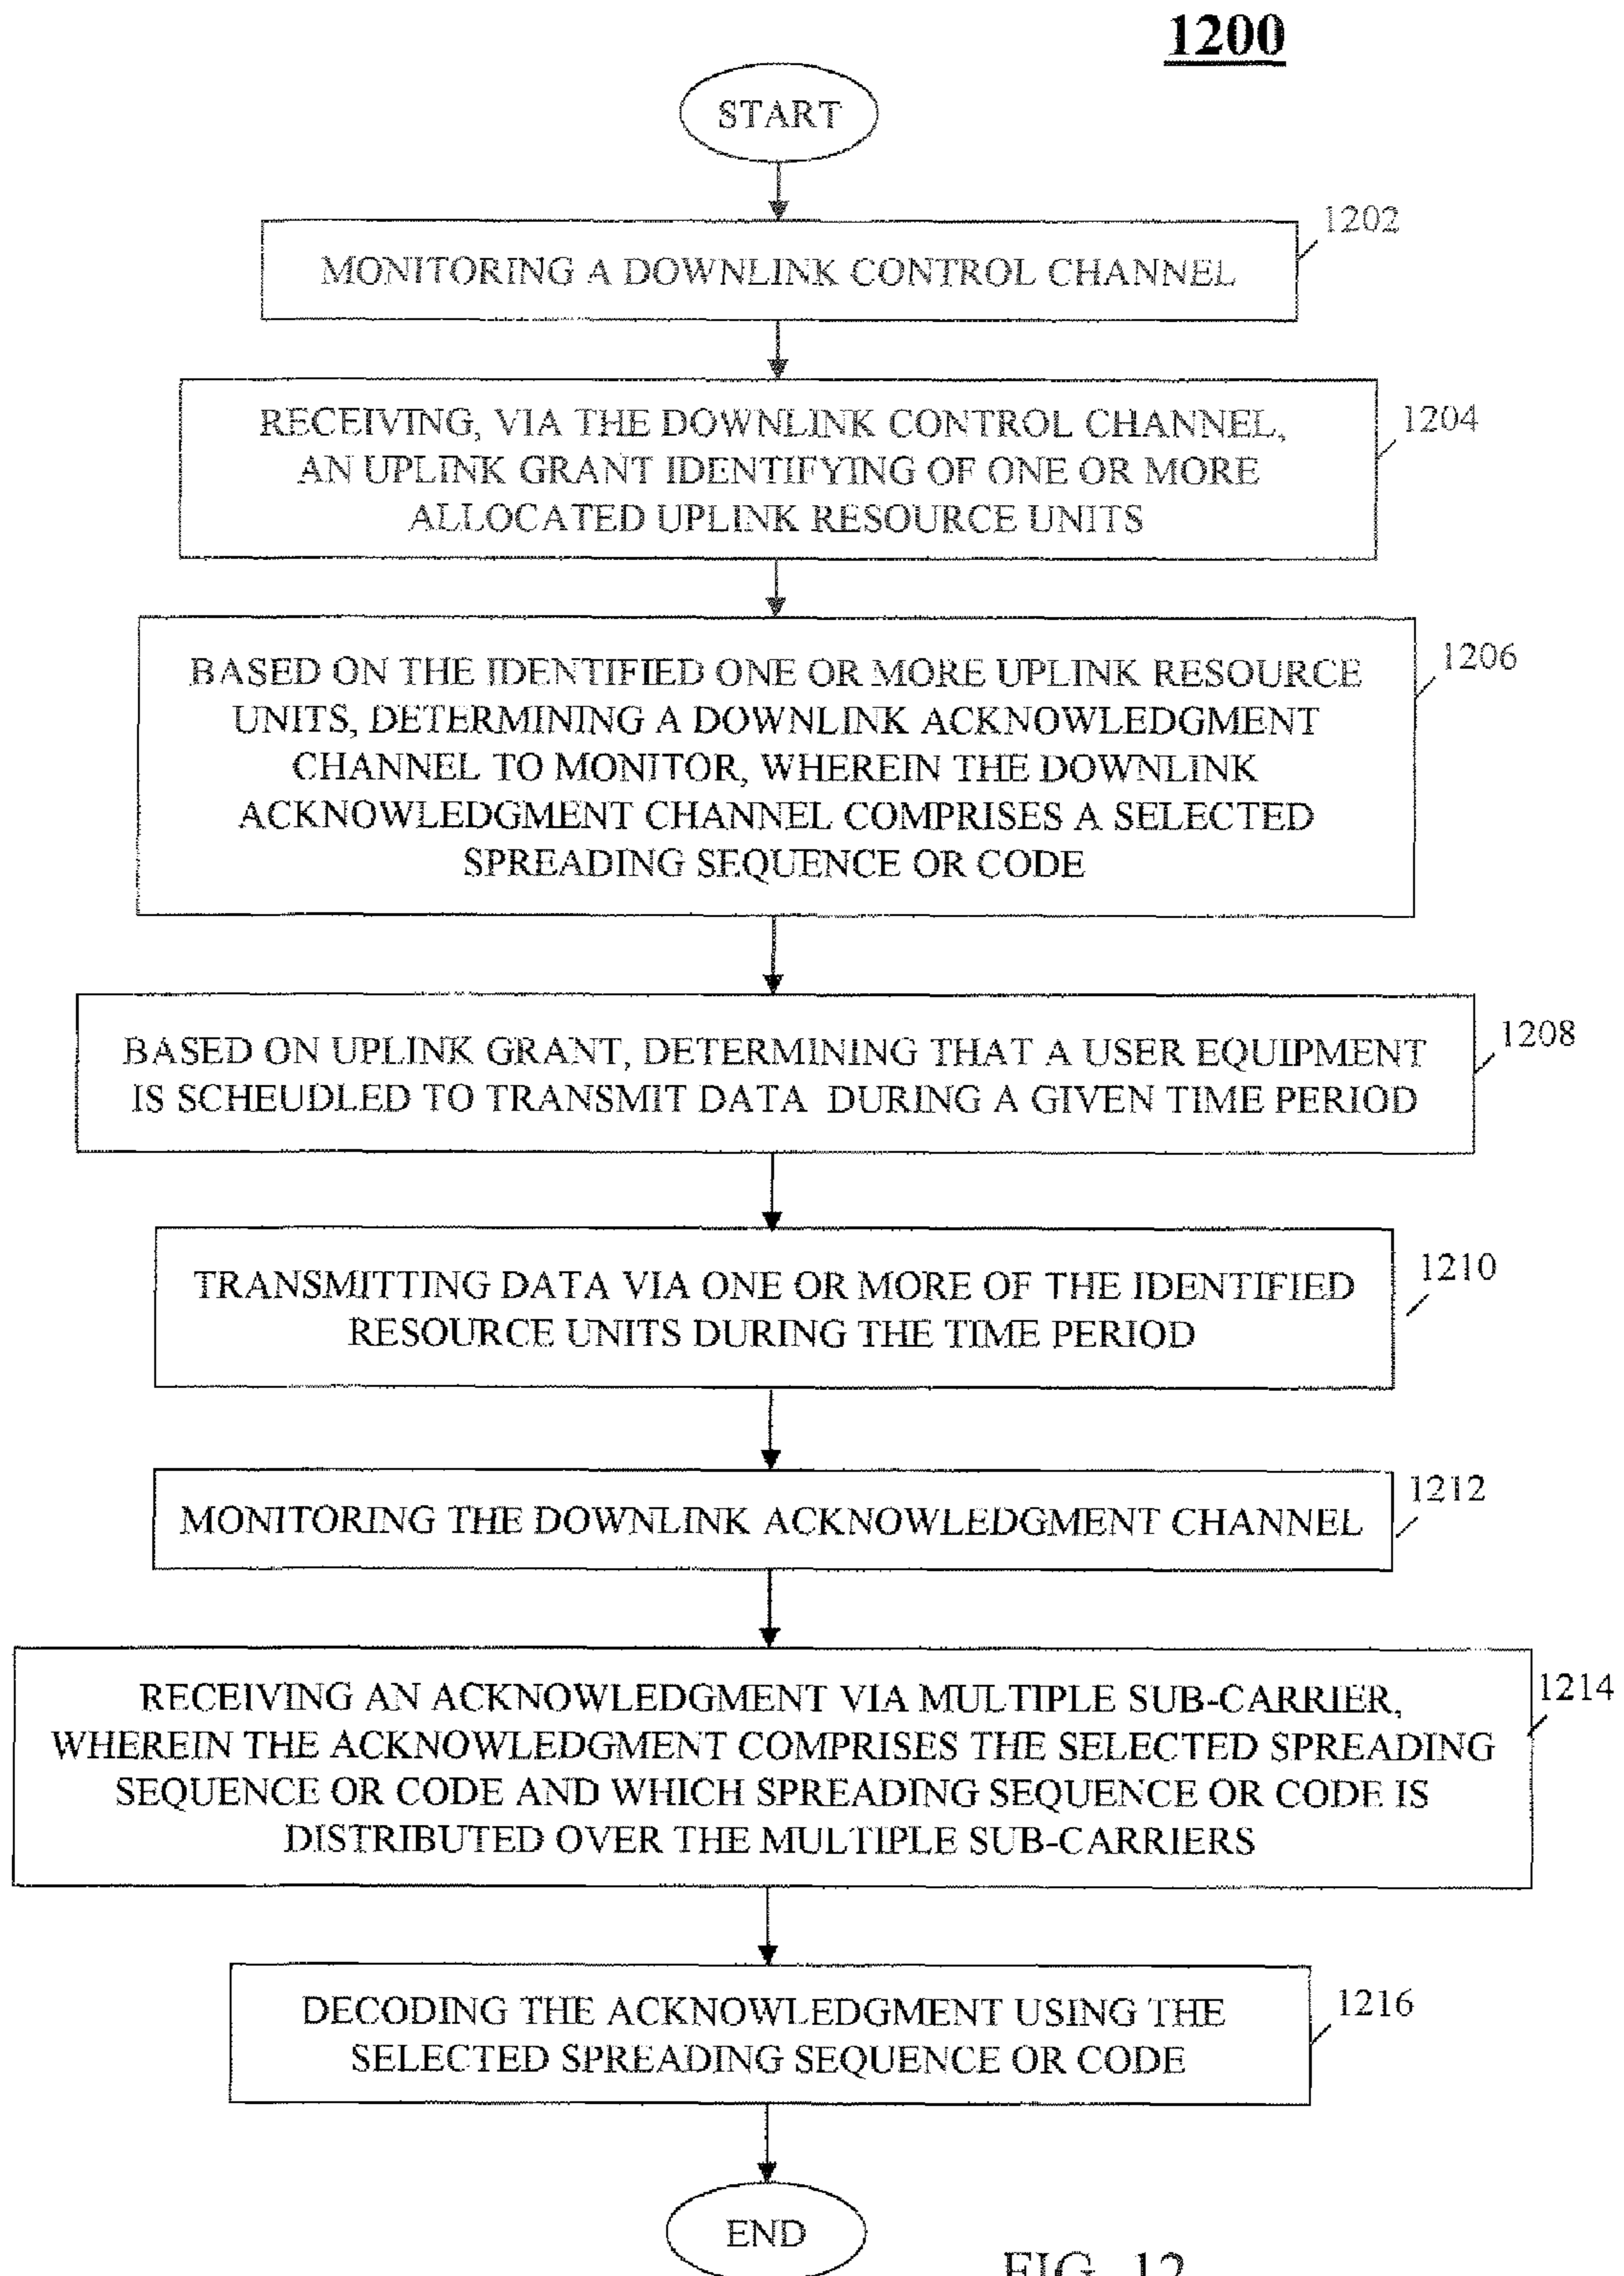 1200
START
1202
MONITORING A DOWNLINK CONTROL CHANNEL
1204
RECEIVING, VIA THE DOWNLINK CONTROL CHANNEL,
AN UPLINK GRANT IDENTIFYING OF ONE OR MORE
ALLOCATED UPLINK RESOURCE UNITS
1206
BASED ON THE IDENTIFIED ONE OR MORE UPLINK RESOURCE
UNITS, DETERMINING A DOWNLINK ACKNOWLEDGMENT
CHANNEL TO MONITOR, WHEREIN THE DOWNLINK
ACKNOWLEDGMENT CHANNEL COMPRISES A SELECTED
SPREADING SEQUENCE OR CODE
1208
BASED ON UPLINK GRANT, DETERMINING THAT A USER EQUIPMENT
IS SCHEUDLED TO TRANSMIT DATA DURING A GIVEN TIME PERIOD
1210
TRANSMITTING DATA VIA ONE OR MORE OF THE IDENTIFIED
RESOURCE UNITS DURING THE TIME PERIOD
1212
MONITORING THE DOWNLINK ACKNOWLEDGMENT CHANNEL
1214
RECEIVING AN ACKNOWLEDGMENT VIA MULTIPLE SUB-CARRIER,
WHEREIN THE ACKNOWLEDGMENT COMPRISES THE SELECTED SPREADING
SEQUENCE OR CODE AND WHICH SPREADING SEQUENCE OR CODE IS
DISTRIBUTED OVER THE MULTIPLE SUB-CARRIERS
1216
DECODING THE ACKNOWLEDGMENT USING THE
SELECTED SPREADING SEQUENCE OR CODE
END
FIG. 12